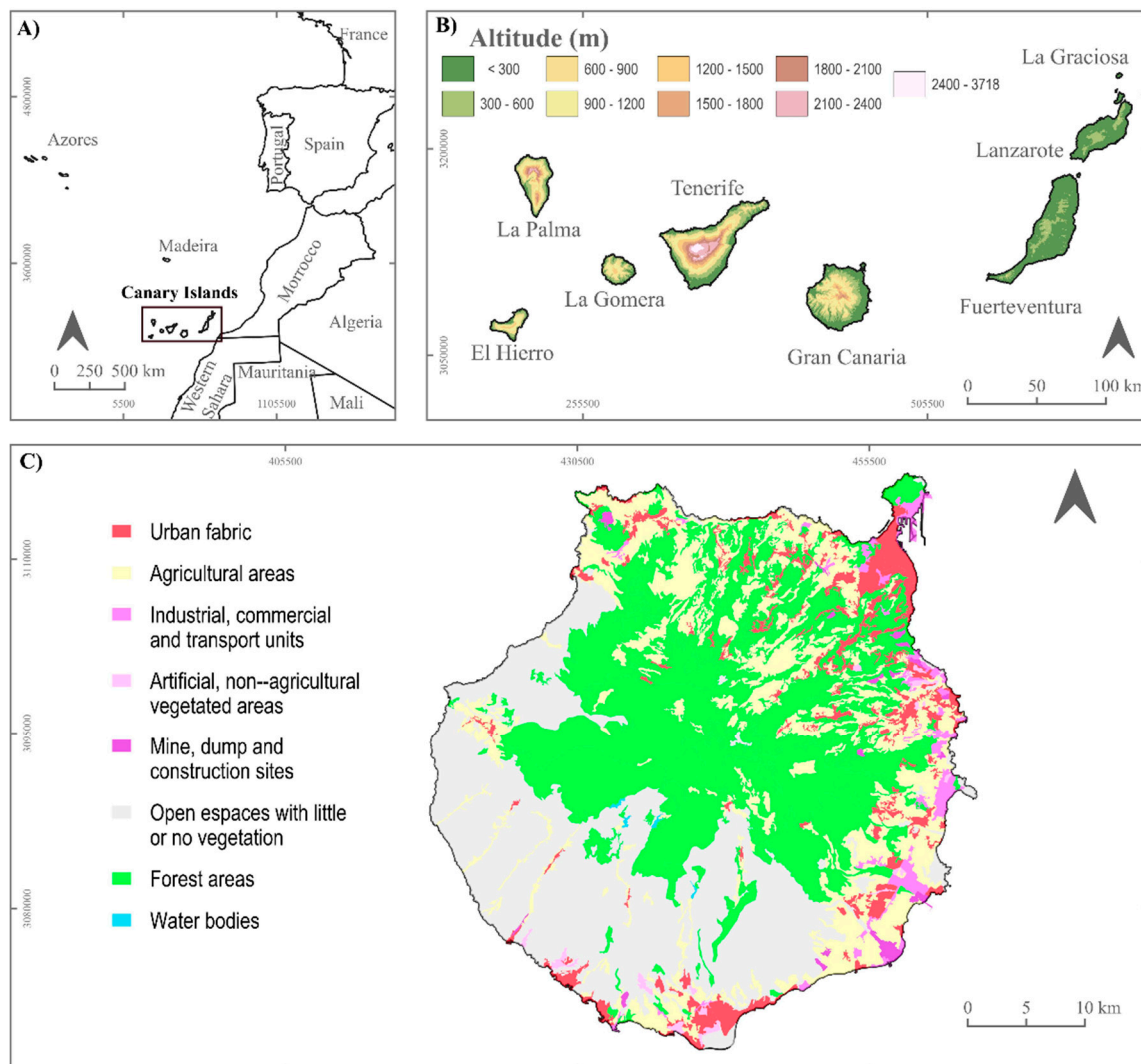 A)
France
4800000
Azores
Portugal
Spain
Madeira
3600000
Morrocco
Canary Islands
Algeria
0 250 500 km
Western
Sahara
Mauritania
Mali
5500
1105500
B)
Altitude (m)
< 300
600 - 900
1200 - 1500
1800 - 2100
2400 - 3718
300 - 600
900 - 1200
1500 - 1800
2100 - 2400
La Graciosa
Lanzarote
3200000
Tenerife
La Palma
La Gomera
Fuerteventura
El Hierro
Gran Canaria
3050000
0 50 100 km
255500
505500
C)
405500
430500
455500
Urban fabric
3110000
Agricultural areas
Industrial, commercial
and transport units
Artificial, non--agricultural
vegetated areas
3095000
Mine, dump and
construction sites
Open espaces with little
or no vegetation
Forest areas
3080000
Water bodies
0 10 km